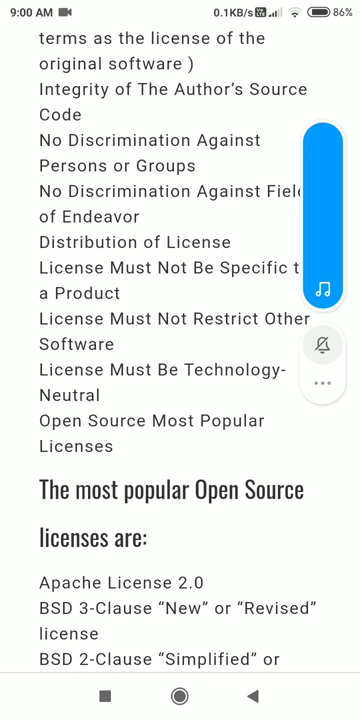 9:00 AM
0.1KB/s
86%
terms as the license of the
original software )
Integrity of The Author’s Source
Code
No Discrimination Against
Persons or Groups
No Discrimination Against
of Endeavor
Distribution of License
License Must Not Be Specific
a Product
License Must Not Restrict Other
Software
License Must Be Technology-
Neutral
Open Source Most Popular
Licenses
The most popular Open Source
licenses are:
Apache License 2.0
BSD 3-Clause “New” or “Revised”
license
BSD 2-Clause “Simplified” or